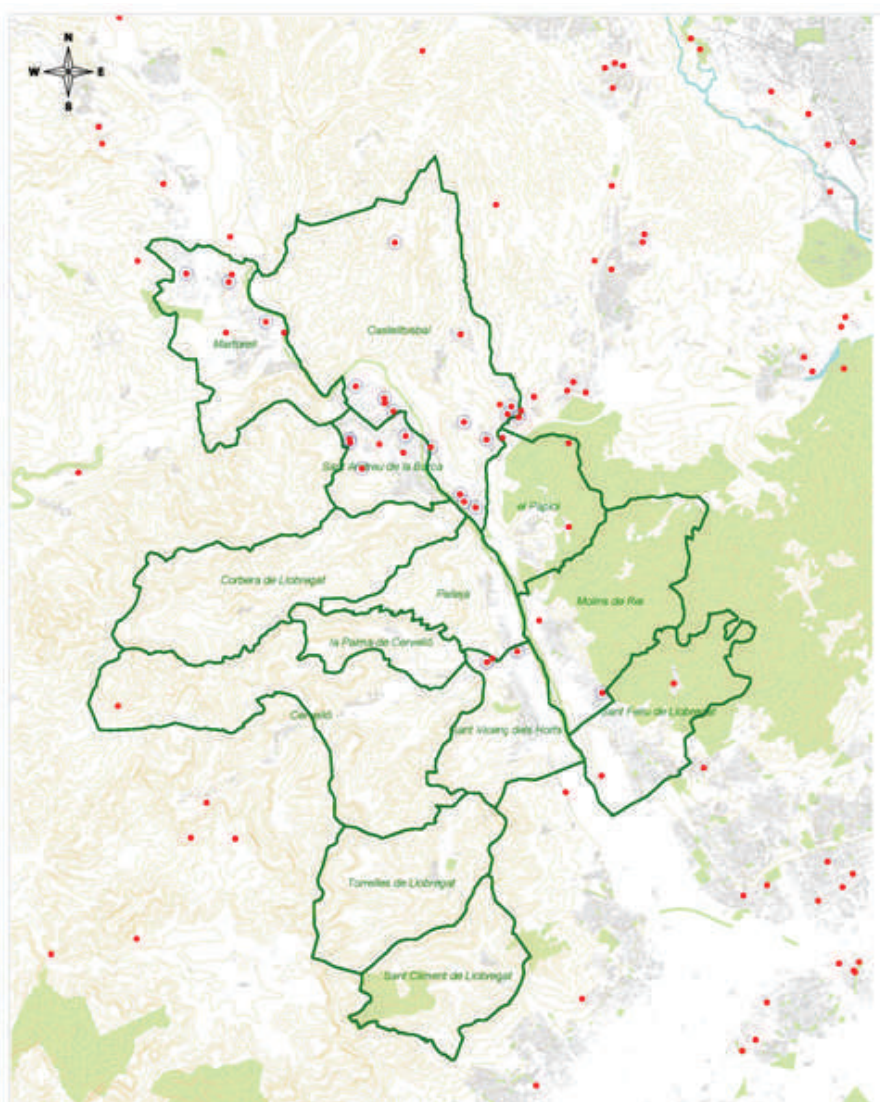 N
W E
S
Castellbisbal
Martorell
Sant Andreu de la Barca
el Papiol
Corbera de Llobregat
Pallejà
Molins de Rei
la Palma de Cervelló
Cervelló
Sant Vicenç dels Horts
Sant Feliu de Llobregat
Torrelles de Llobregat
Sant Climent de Llobregat